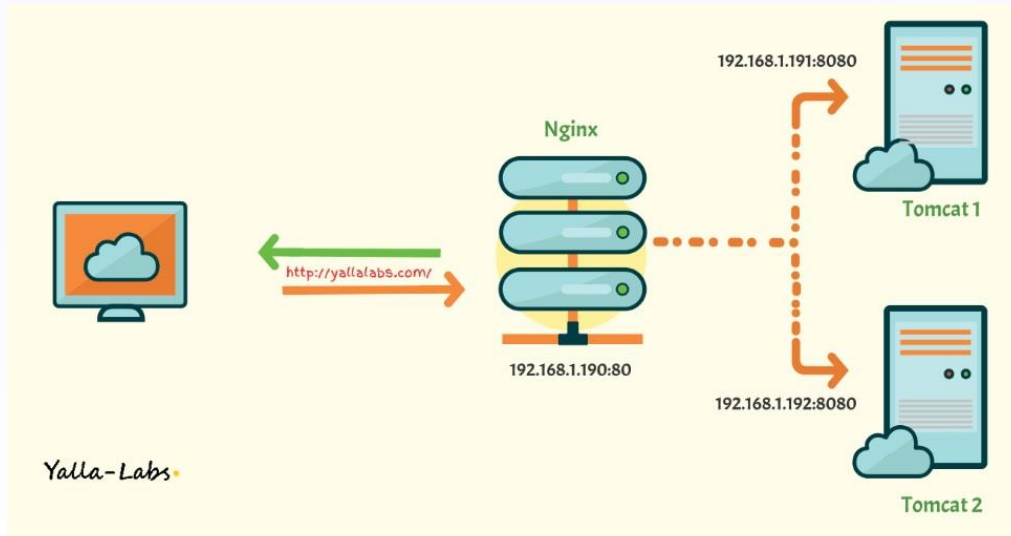 192.168.1.191:8080
Nginx
Tomcat 1
http://yallalabs.com/
192.168.1.190:80
192.168.1.192:8080
Yalla-Labs.
Tomcat 2